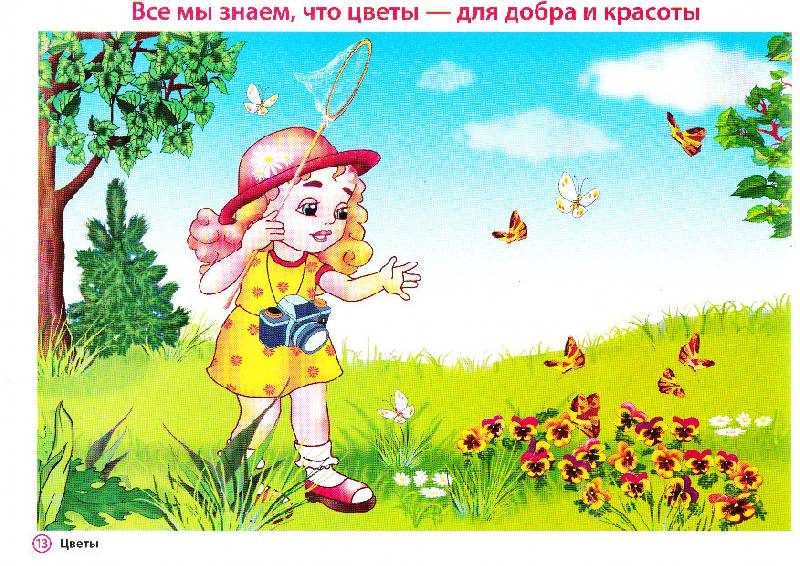 Все мы знаем, что цветы — для добра и красоты
13 Цветы